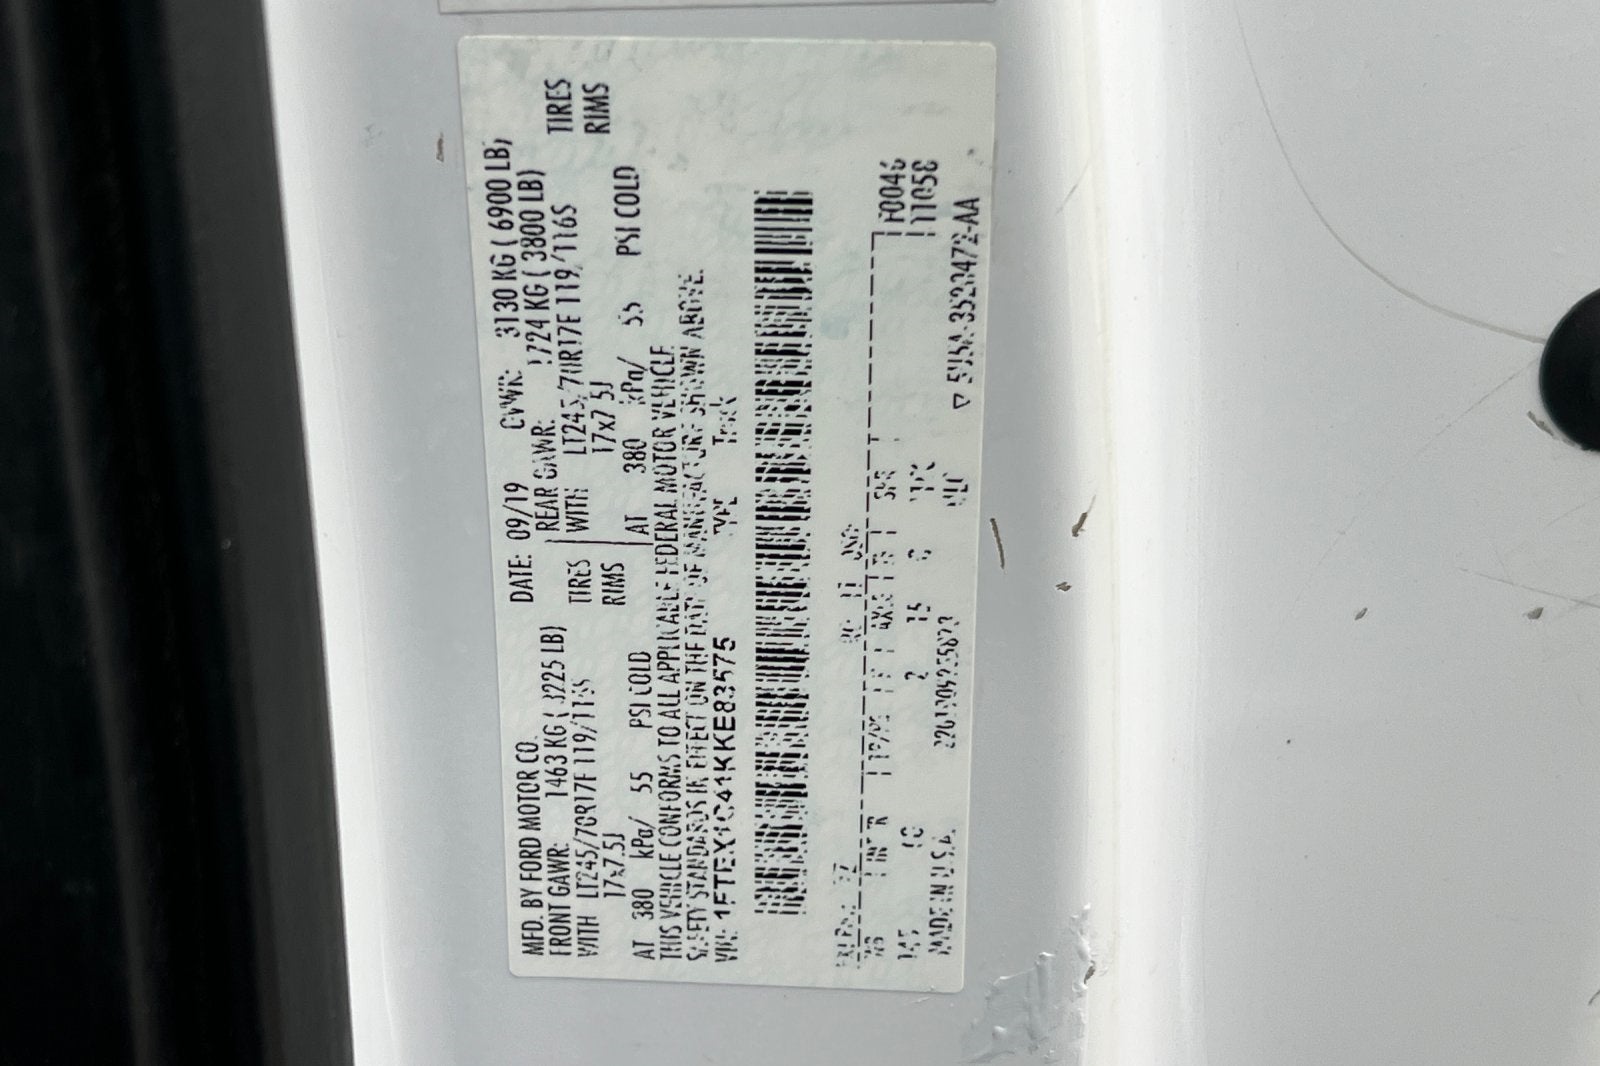 MFD. BY FORD MOTOR CO.
DATE: 09/19 GVWR: 3130 KG ( 6900 LB)
FRONT GAWR: 1463 KG ( 3225 LB)
REAR GAWR: 1724 KG ( 3800 LB)
WITH LT245/70R17E 119/116S TIRES
WITH LT245/70R17E 119/116S TIRES
17x7.5J RIMS
17x7.5J RIMS
AT 380 kPa/ 55 PSI COLD
AT 380 kPa/ 55 PSI COLD
THIS VEHICLE CONFORMS TO ALL APPLICABLE FEDERAL MOTOR VEHICLE
SAFETY STANDARDS IN EFFECT ON THE DATE OF MANUFACTURE SHOWN ABOVE.
VIN: 1FTEX1C41KKE83575
TYPE Truck
F0046
11058
MADE IN U.S.A.